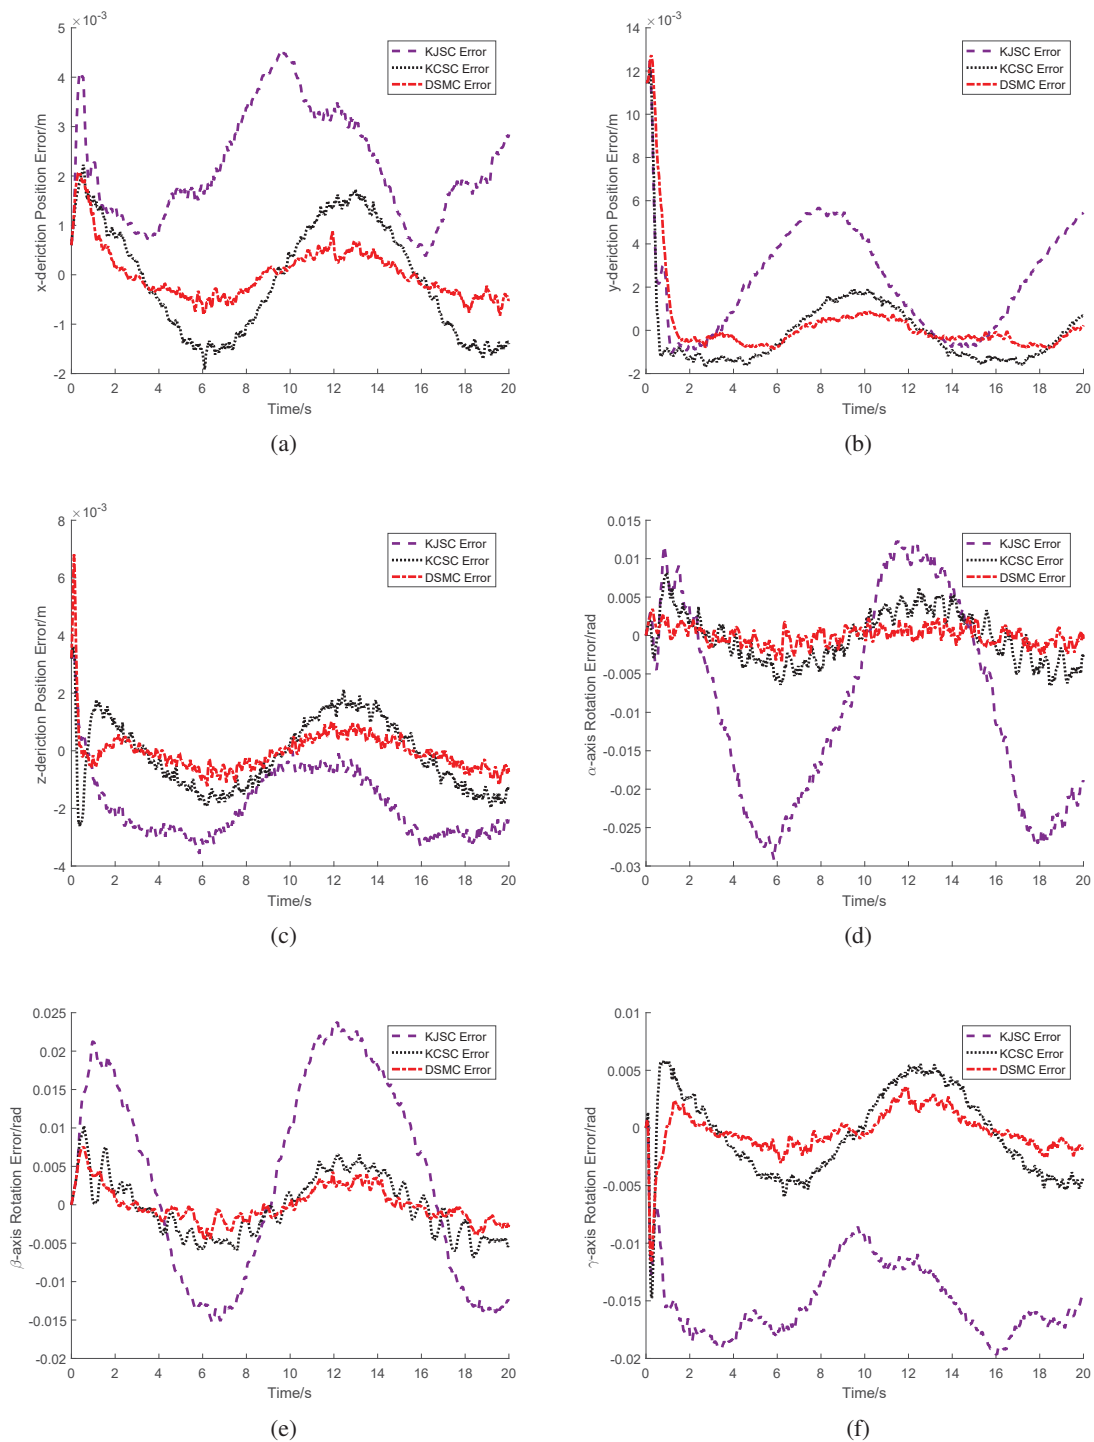 ×10⁻³
5
4
3
2
1
0
-1
-2
x-deriction Position Error/m
0 2 4 6 8 10 12 14 16 18 20
Time/s
KJSC Error
KCSC Error
DSMC Error
(a)
×10⁻³
14
12
10
8
6
4
2
0
-2
y-deriction Position Error/m
0 2 4 6 8 10 12 14 16 18 20
Time/s
KJSC Error
KCSC Error
DSMC Error
(b)
×10⁻³
8
6
4
2
0
-2
-4
z-deriction Position Error/m
0 2 4 6 8 10 12 14 16 18 20
Time/s
KJSC Error
KCSC Error
DSMC Error
(c)
0.015
0.01
0.005
0
-0.005
-0.01
-0.015
-0.02
-0.025
-0.03
α-axis Rotation Error/rad
0 2 4 6 8 10 12 14 16 18 20
Time/s
KJSC Error
KCSC Error
DSMC Error
(d)
0.025
0.02
0.015
0.01
0.005
0
-0.005
-0.01
-0.015
-0.02
β-axis Rotation Error/rad
0 2 4 6 8 10 12 14 16 18 20
Time/s
KJSC Error
KCSC Error
DSMC Error
(e)
0.01
0.005
0
-0.005
-0.01
-0.015
-0.02
γ-axis Rotation Error/rad
0 2 4 6 8 10 12 14 16 18 20
Time/s
KJSC Error
KCSC Error
DSMC Error
(f)